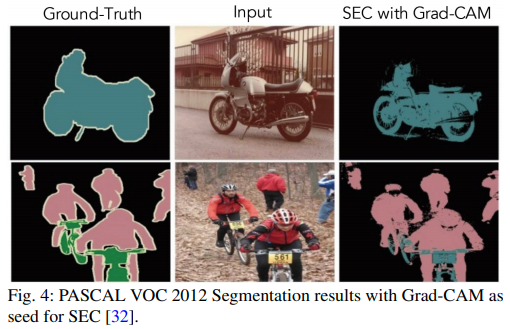 Ground-Truth
Input
SEC with Grad-CAM
551
Fig. 4: PASCAL VOC 2012 Segmentation results with Grad-CAM as
seed for SEC [32].